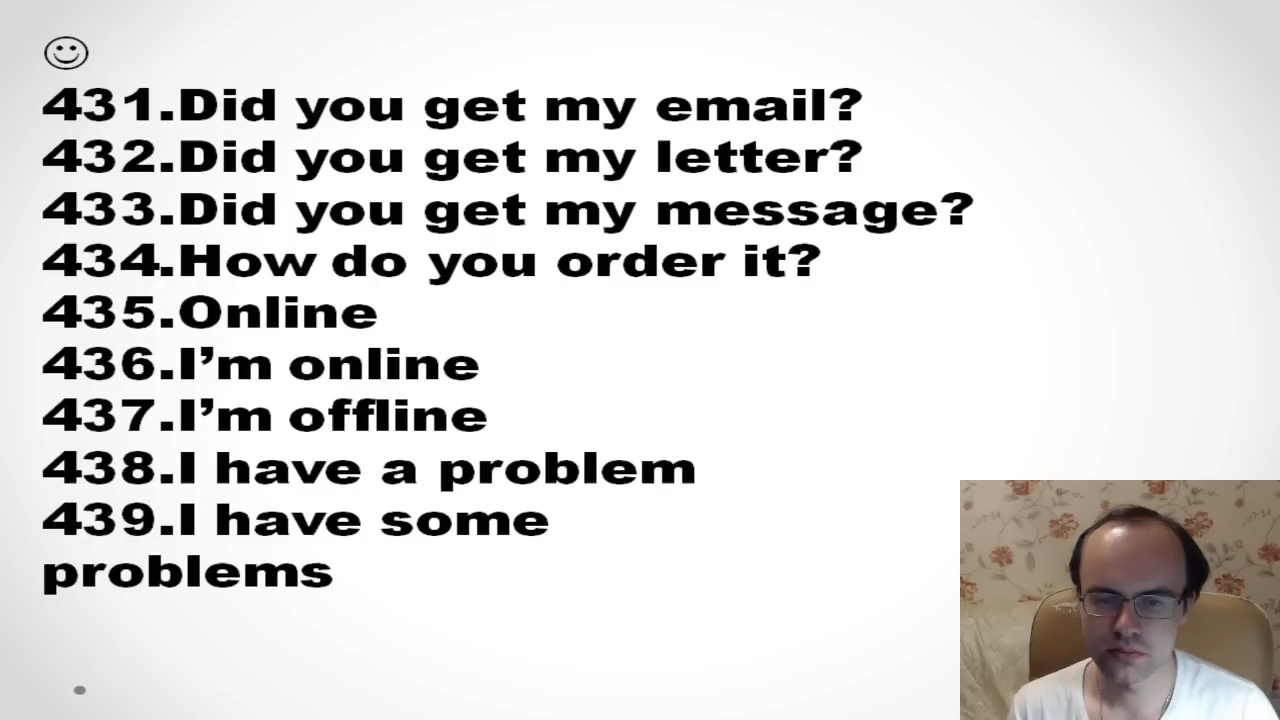 431.Did you get my email?
432.Did you get my letter?
433.Did you get my message?
434.How do you order it?
435.Online
436.I’m online
437.I’m offline
438.I have a problem
439.I have some
problems